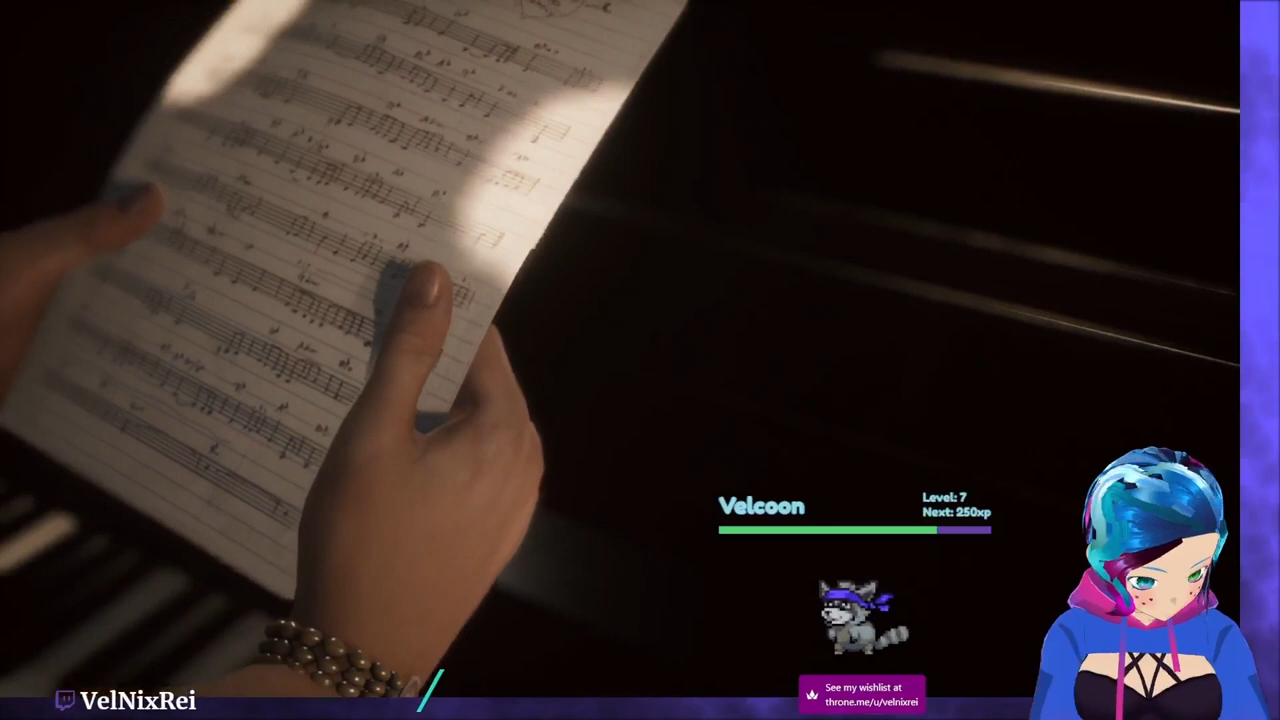 Velcoon
Level: 7
Next: 250xp
See my wishlist at
throne.me/u/velnixrei
VelNixRei